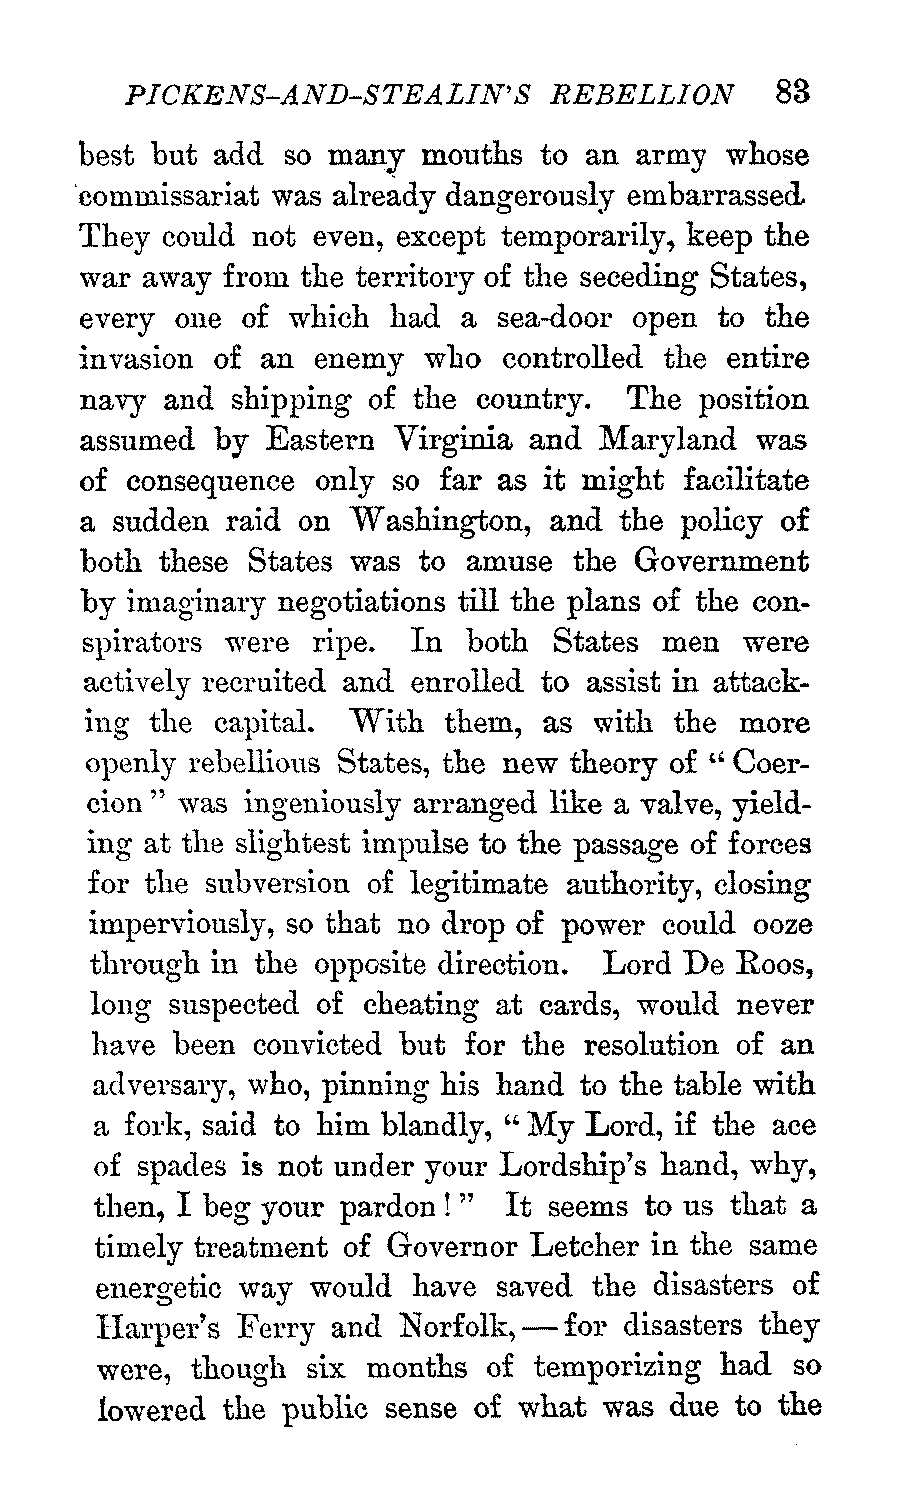 PICKENS-AND-STEALIN'S REBELLION 83
best but add so many mouths to an army whose
commissariat was already dangerously embarrassed.
They could not even, except temporarily, keep the
war away from the territory of the seceding States,
every one of which had a sea-door open to the
invasion of an enemy who controlled the entire
navy and shipping of the country. The position
assumed by Eastern Virginia and Maryland was
of consequence only so far as it might facilitate
a sudden raid on Washington, and the policy of
both these States was to amuse the Government
by imaginary negotiations till the plans of the con-
spirators were ripe. In both States men were
actively recruited and enrolled to assist in attack-
ing the capital. With them, as with the more
openly rebellious States, the new theory of “ Coer-
cion ” was ingeniously arranged like a valve, yield-
ing at the slightest impulse to the passage of forces
for the subversion of legitimate authority, closing
imperviously, so that no drop of power could ooze
through in the opposite direction. Lord De Roos,
long suspected of cheating at cards, would never
have been convicted but for the resolution of an
adversary, who, pinning his hand to the table with
a fork, said to him blandly, “ My Lord, if the ace
of spades is not under your Lordship's hand, why,
then, I beg your pardon ! ” It seems to us that a
timely treatment of Governor Letcher in the same
energetic way would have saved the disasters of
Harper's Ferry and Norfolk, — for disasters they
were, though six months of temporizing had so
lowered the public sense of what was due to the